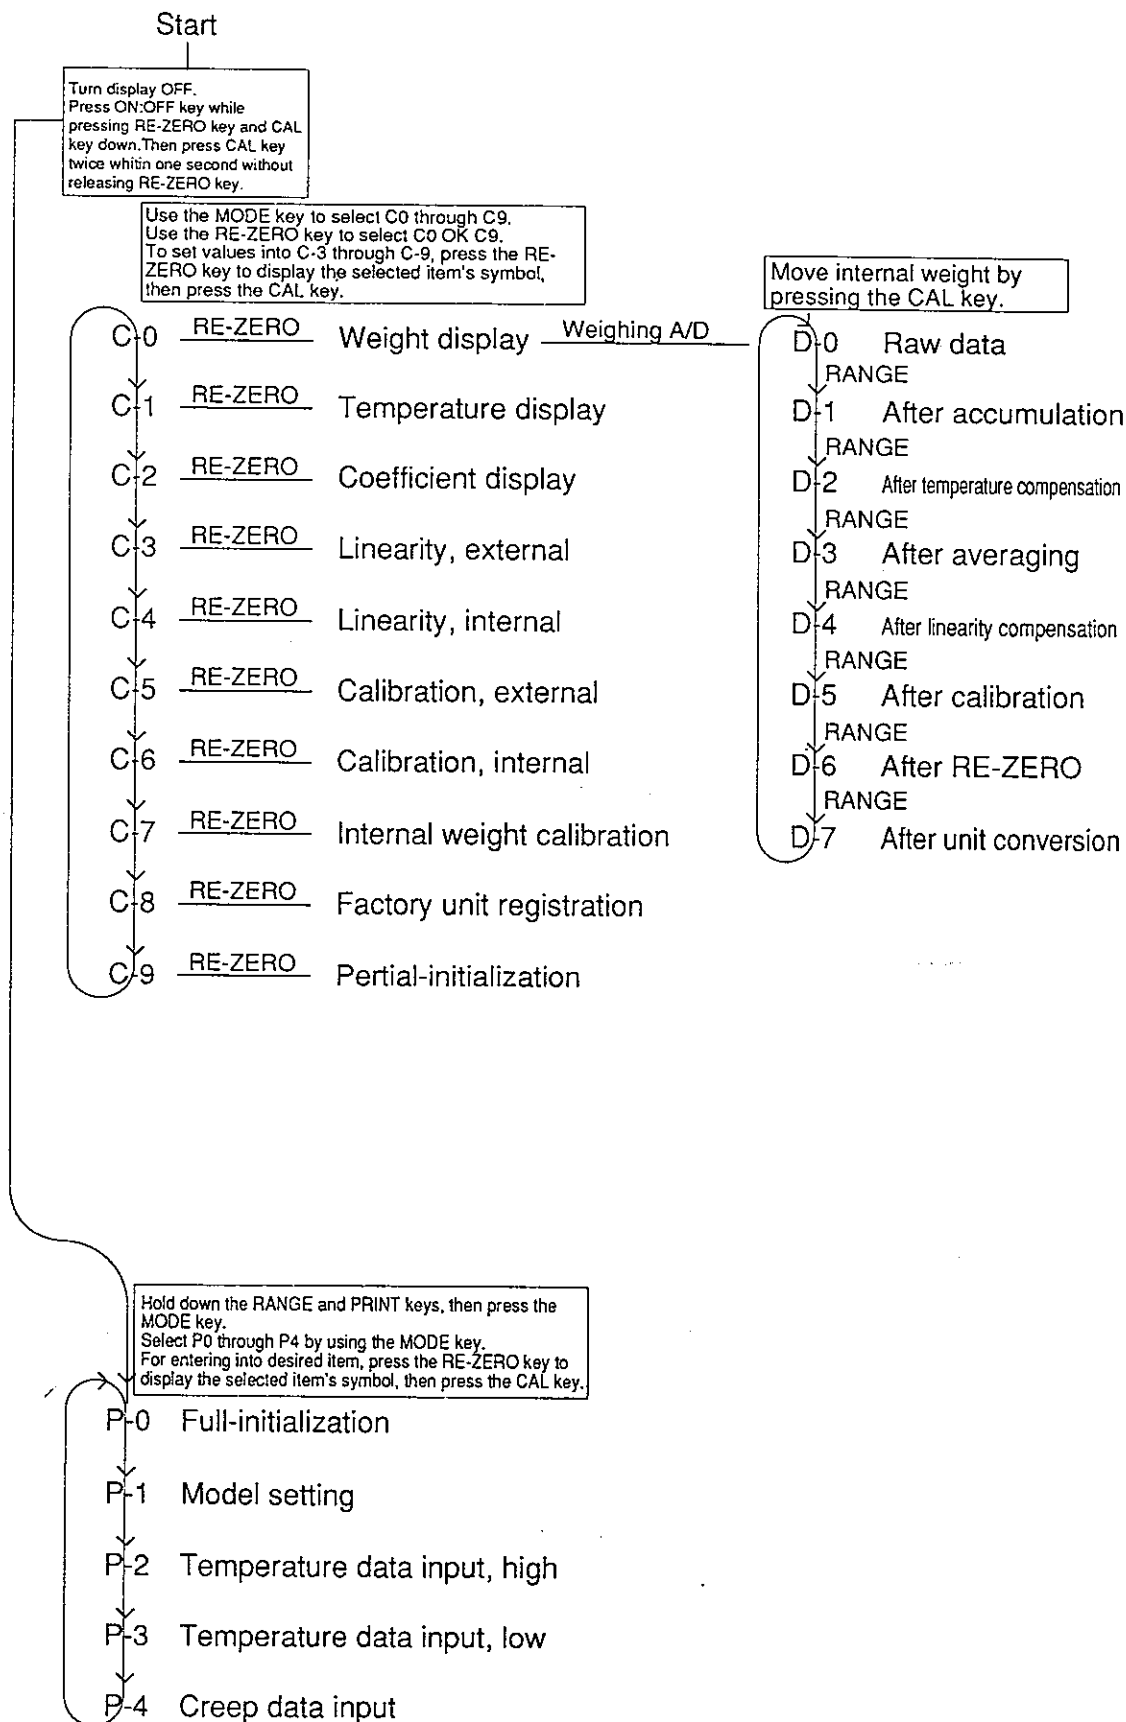 Start
Turn display OFF.
Press ON:OFF key while
pressing RE-ZERO key and CAL
key down.Then press CAL key
twice whitin one second without
releasing RE-ZERO key.
Use the MODE key to select C0 through C9.
Use the RE-ZERO key to select C0 OK C9.
To set values into C-3 through C-9, press the RE-
ZERO key to display the selected item's symbol,
then press the CAL key.
Move internal weight by
pressing the CAL key.
C-0 RE-ZERO Weight display Weighing A/D D-0 Raw data
RANGE
C-1 RE-ZERO Temperature display D-1 After accumulation
RANGE
C-2 RE-ZERO Coefficient display D-2 After temperature compensation
RANGE
C-3 RE-ZERO Linearity, external D-3 After averaging
RANGE
C-4 RE-ZERO Linearity, internal D-4 After linearity compensation
RANGE
C-5 RE-ZERO Calibration, external D-5 After calibration
RANGE
C-6 RE-ZERO Calibration, internal D-6 After RE-ZERO
RANGE
C-7 RE-ZERO Internal weight calibration D-7 After unit conversion
C-8 RE-ZERO Factory unit registration
C-9 RE-ZERO Pertial-initialization
Hold down the RANGE and PRINT keys, then press the
MODE key.
Select P0 through P4 by using the MODE key.
For entering into desired item, press the RE-ZERO key to
display the selected item's symbol, then press the CAL key.
P-0 Full-initialization
P-1 Model setting
P-2 Temperature data input, high
P-3 Temperature data input, low
P-4 Creep data input